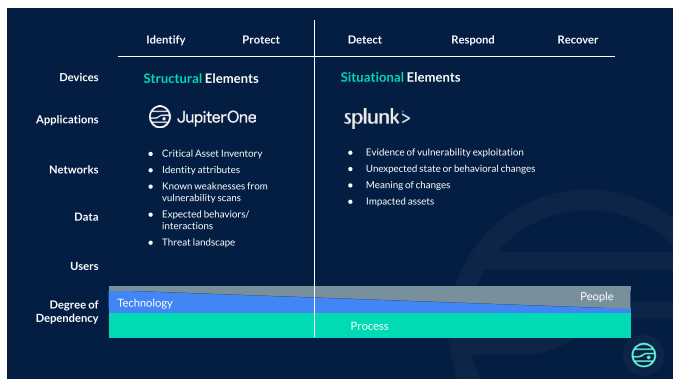 Identify Protect Detect Respond Recover
Devices
Structural Elements
Situational Elements
Applications
JupiterOne
splunk>
Networks
Data
Users
• Critical Asset Inventory
• Identity attributes
• Known weaknesses from
vulnerability scans
• Expected behaviors/
interactions
• Threat landscape
• Evidence of vulnerability exploitation
• Unexpected state or behavioral changes
• Meaning of changes
• Impacted assets
Degree of
Dependency
Technology
People
Process